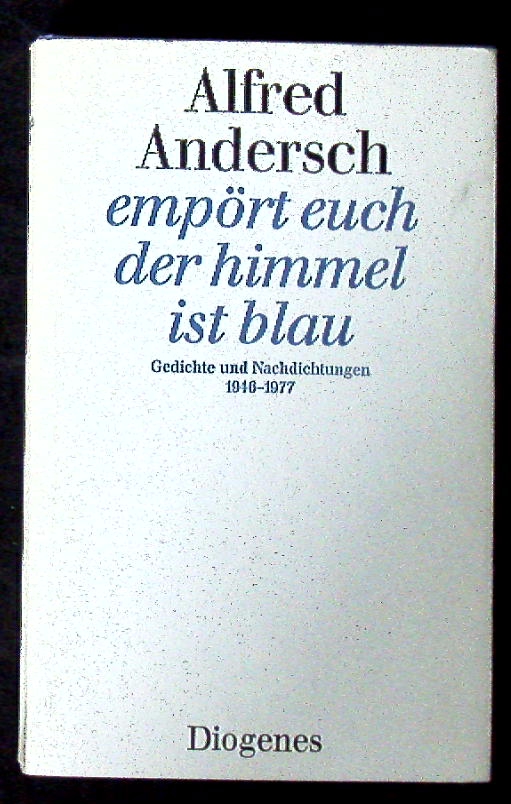 Alfred
Andersch
empört euch
der himmel
ist blau
Gedichte und Nachdichtungen
1946–1977
Diogenes